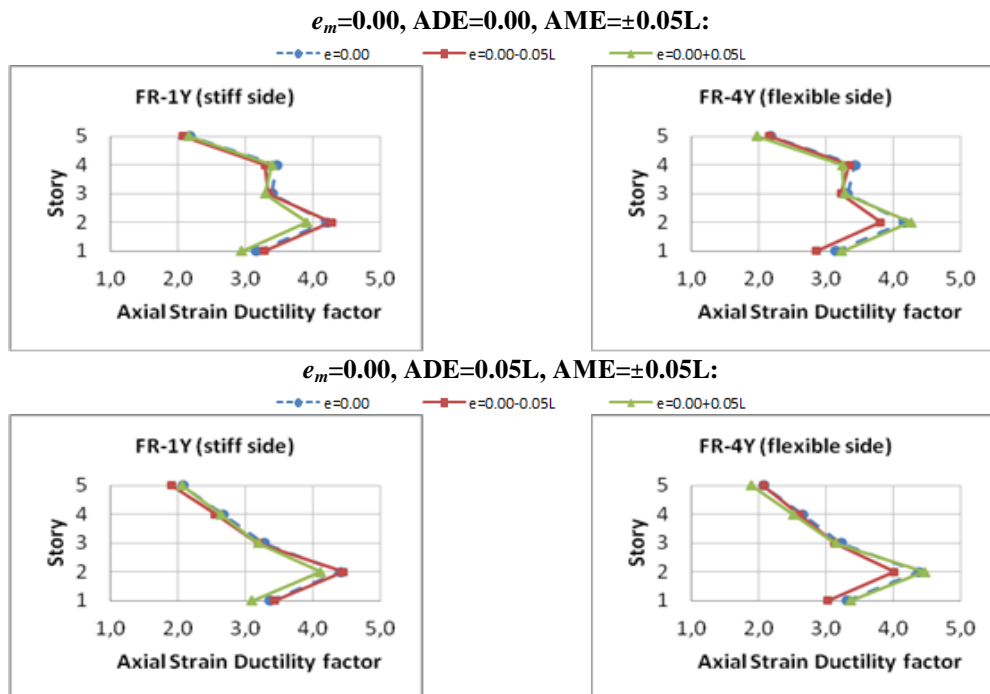 e_m=0.00, ADE=0.00, AME=±0.05L:
e=0.00 e=0.00-0.05L e=0.00+0.05L
FR-1Y (stiff side)
5
4
3
2
1
Story
1,0 2,0 3,0 4,0 5,0
Axial Strain Ductility factor
FR-4Y (flexible side)
5
4
3
2
1
Story
1,0 2,0 3,0 4,0 5,0
Axial Strain Ductility factor
e_m=0.00, ADE=0.05L, AME=±0.05L:
e=0.00 e=0.00-0.05L e=0.00+0.05L
FR-1Y (stiff side)
5
4
3
2
1
Story
1,0 2,0 3,0 4,0 5,0
Axial Strain Ductility factor
FR-4Y (flexible side)
5
4
3
2
1
Story
1,0 2,0 3,0 4,0 5,0
Axial Strain Ductility factor